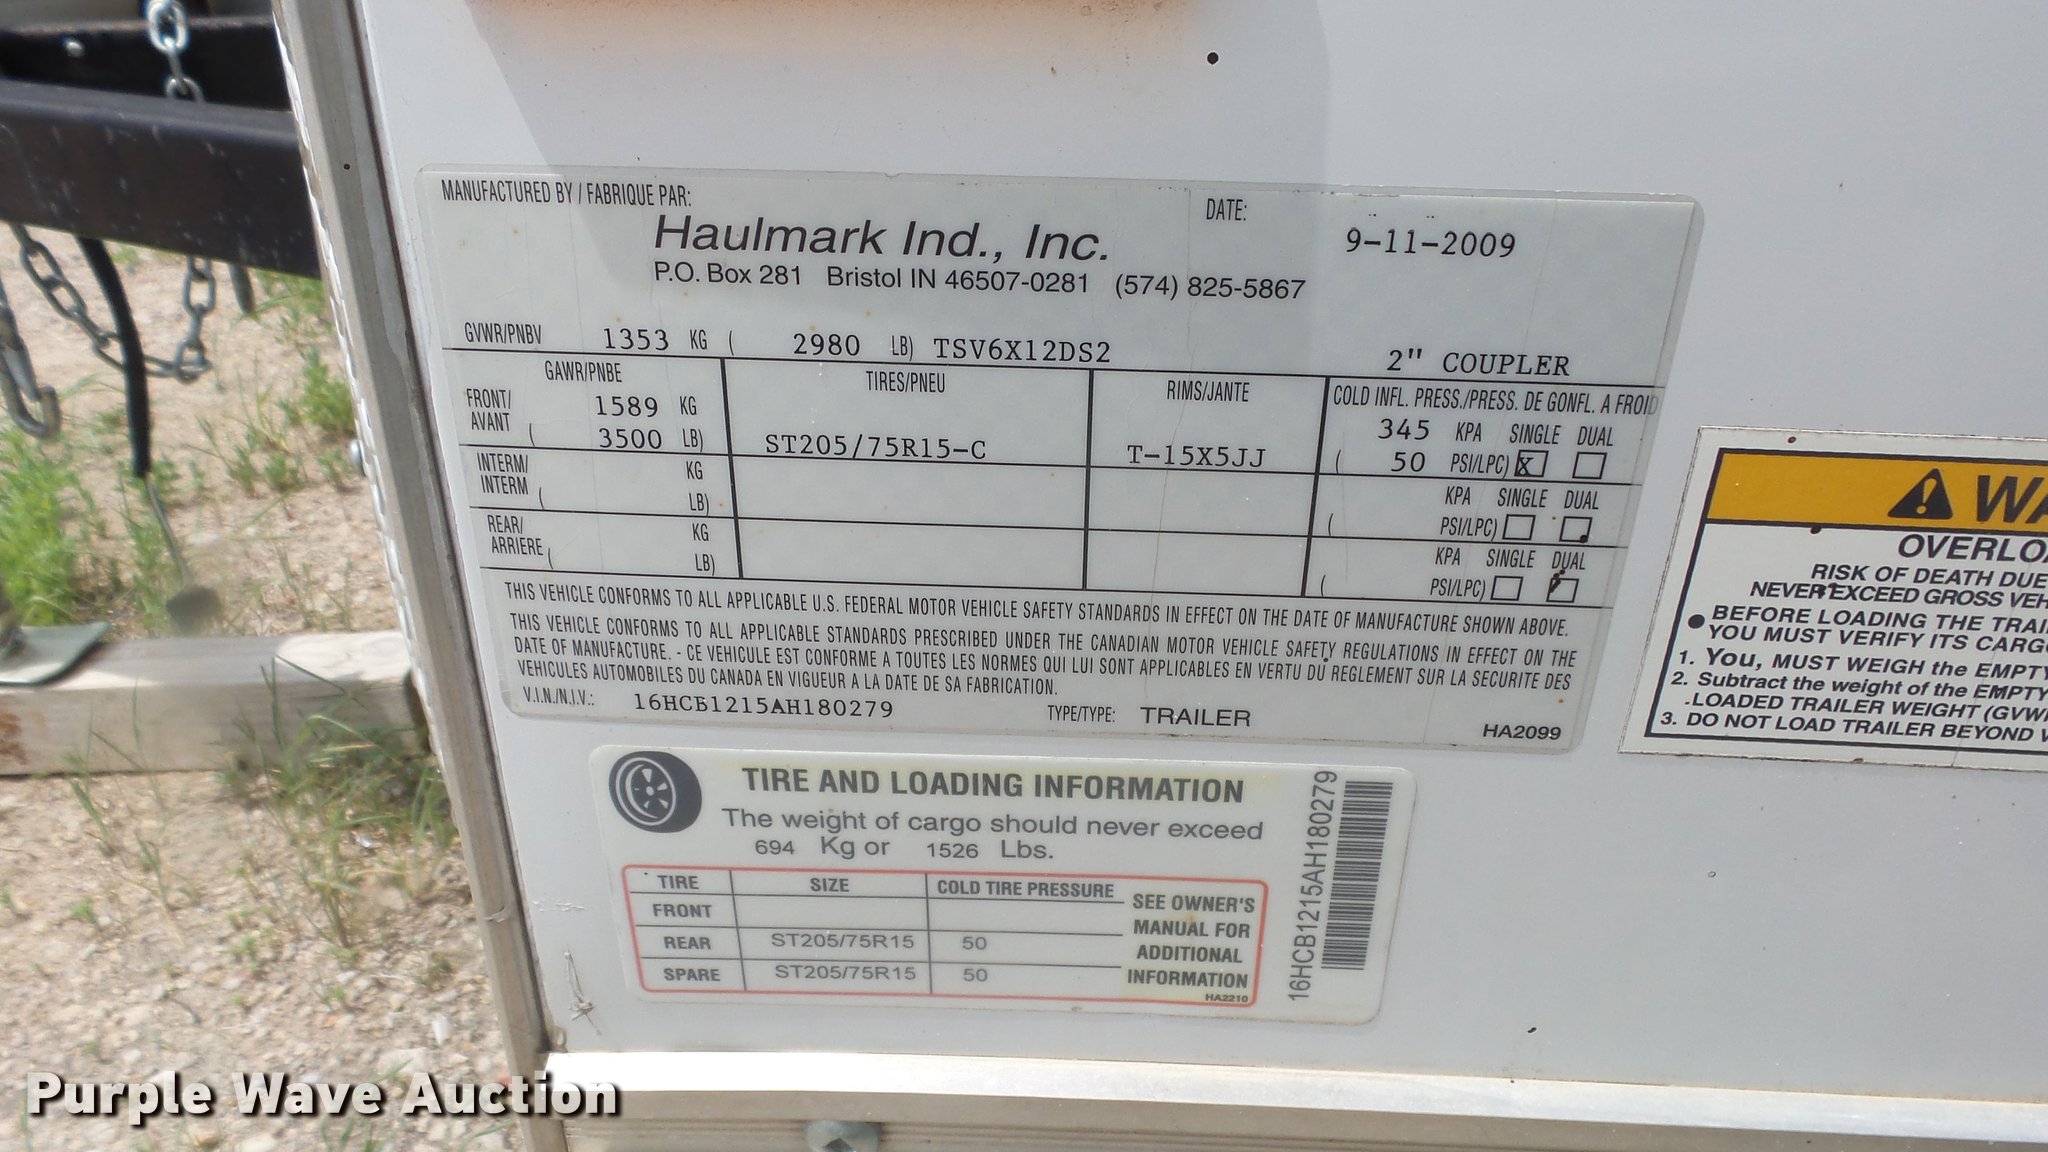 MANUFACTURED BY / FABRIQUE PAR:
DATE:
Haulmark Ind., Inc.
9-11-2009
P.O. Box 281 Bristol IN 46507-0281 (574) 825-5867
GVWR/PNBV 1353 KG ( 2980 LB) TSV6X12DS2 2" COUPLER
GAWR/PNBE TIRES/PNEU RIMS/JANTE COLD INFL. PRESS./PRESS. DE GONFL. A FROID
FRONT/ 1589 KG 345 KPA SINGLE DUAL
AVANT ( 3500 LB) ST205/75R15-C T-15X5JJ ( 50 PSI/LPC) X
INTERM/ KG KPA SINGLE DUAL
INTERM ( LB) ( PSI/LPC)
REAR/ KG KPA SINGLE DUAL
ARRIERE ( LB) ( PSI/LPC)
THIS VEHICLE CONFORMS TO ALL APPLICABLE U.S. FEDERAL MOTOR VEHICLE SAFETY STANDARDS IN EFFECT ON THE DATE OF MANUFACTURE SHOWN ABOVE.
THIS VEHICLE CONFORMS TO ALL APPLICABLE STANDARDS PRESCRIBED UNDER THE CANADIAN MOTOR VEHICLE SAFETY REGULATIONS IN EFFECT ON THE
DATE OF MANUFACTURE. - CE VEHICULE EST CONFORME A TOUTES LES NORMES QUI LUI SONT APPLICABLES EN VERTU DU REGLEMENT SUR LA SECURITE DES
VEHICULES AUTOMOBILES DU CANADA EN VIGUEUR A LA DATE DE SA FABRICATION.
V.I.N./N.I.V.: 16HCB1215AH180279 TYPE/TYPE: TRAILER HA2099
TIRE AND LOADING INFORMATION
The weight of cargo should never exceed
694 Kg or 1526 Lbs.
TIRE SIZE COLD TIRE PRESSURE
FRONT
REAR ST205/75R15 50
SPARE ST205/75R15 50
SEE OWNER'S
MANUAL FOR
ADDITIONAL
INFORMATION
HA2210
16HCB1215AH180279
WA
OVERLO
RISK OF DEATH DUE
NEVER EXCEED GROSS VEH
● BEFORE LOADING THE TRAI
YOU MUST VERIFY ITS CARG
1. You, MUST WEIGH the EMPTY
2. Subtract the weight of the EMPTY
LOADED TRAILER WEIGHT (GVW
3. DO NOT LOAD TRAILER BEYOND
Purple Wave Auction